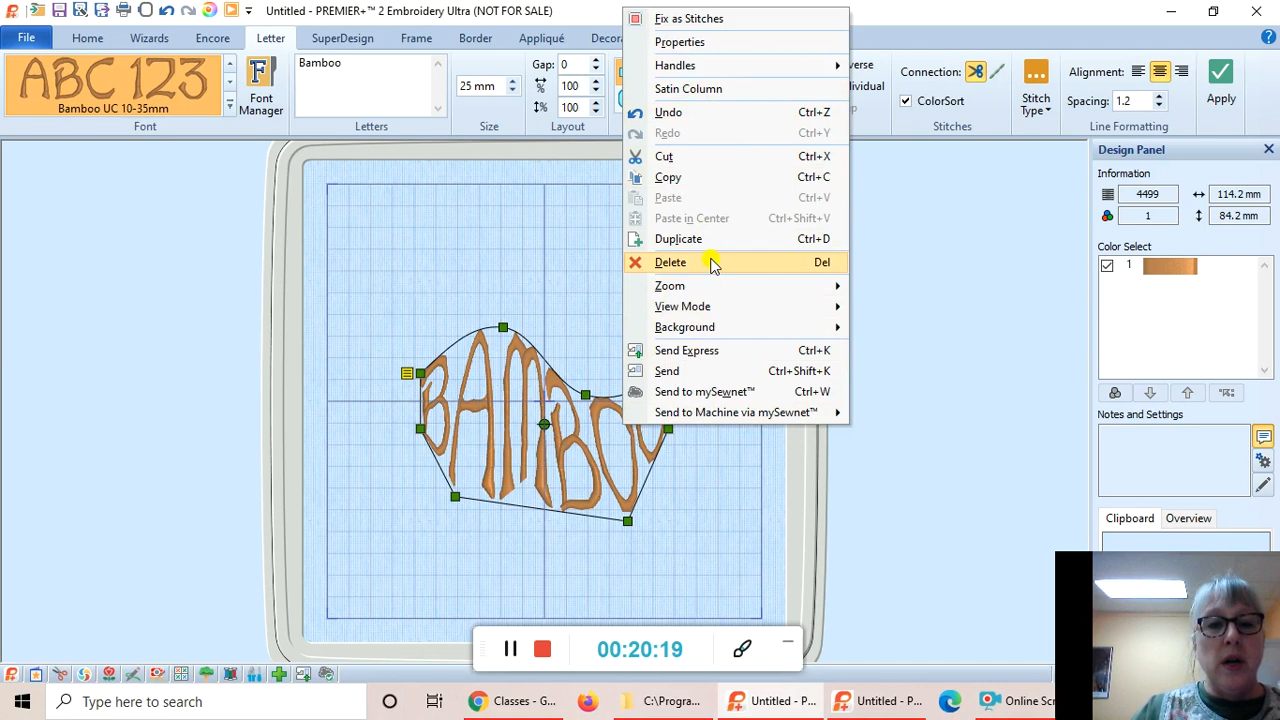 Untitled - PREMIER+™ 2 Embroidery Ultra (NOT FOR SALE)
File Home Wizards Encore Letter SuperDesign Frame Border Appliqué
ABC 123
Bamboo UC 10-35mm
Font
Font Manager
Bamboo
Letters
25 mm
Size
Gap: 0
% 100
% 100
Layout
Connection:
ColorSort
Stitch Type
Stitches
Alignment:
Spacing: 1.2
Line Formatting
Apply
Fix as Stitches
Properties
Handles
Satin Column
Undo Ctrl+Z
Redo Ctrl+Y
Cut Ctrl+X
Copy Ctrl+C
Paste Ctrl+V
Paste in Center Ctrl+Shift+V
Duplicate Ctrl+D
Delete Del
Zoom
View Mode
Background
Send Express Ctrl+K
Send Ctrl+Shift+K
Send to mySewnet™ Ctrl+W
Send to Machine via mySewnet™
BAMBOO
Design Panel
Information
4499 114.2 mm
1 84.2 mm
Color Select
1
Notes and Settings
Clipboard Overview
00:20:19
Type here to search
Classes - G...
C:\Progra...
Untitled - P...
Untitled - P...
Online Scr